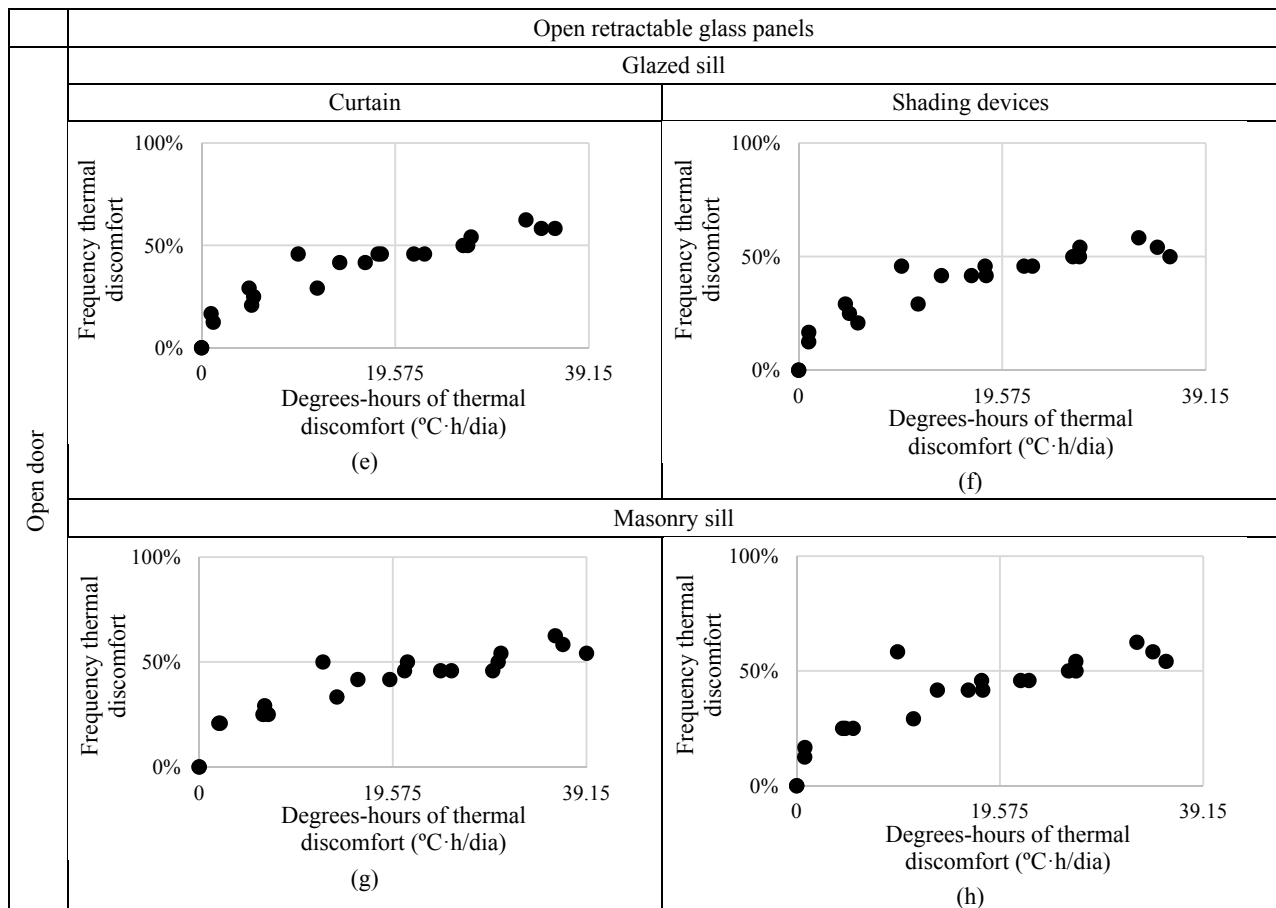 Open retractable glass panels
Open door
Glazed sill
Curtain
Shading devices
Frequency thermal
discomfort
100%
50%
0%
0
19.575
39.15
Degrees-hours of thermal
discomfort (ºC·h/dia)
(e)
Frequency thermal
discomfort
100%
50%
0%
0
19.575
39.15
Degrees-hours of thermal
discomfort (ºC·h/dia)
(f)
Masonry sill
Frequency thermal
discomfort
100%
50%
0%
0
19.575
39.15
Degrees-hours of thermal
discomfort (ºC·h/dia)
(g)
Frequency thermal
discomfort
100%
50%
0%
0
19.575
39.15
Degrees-hours of thermal
discomfort (ºC·h/dia)
(h)